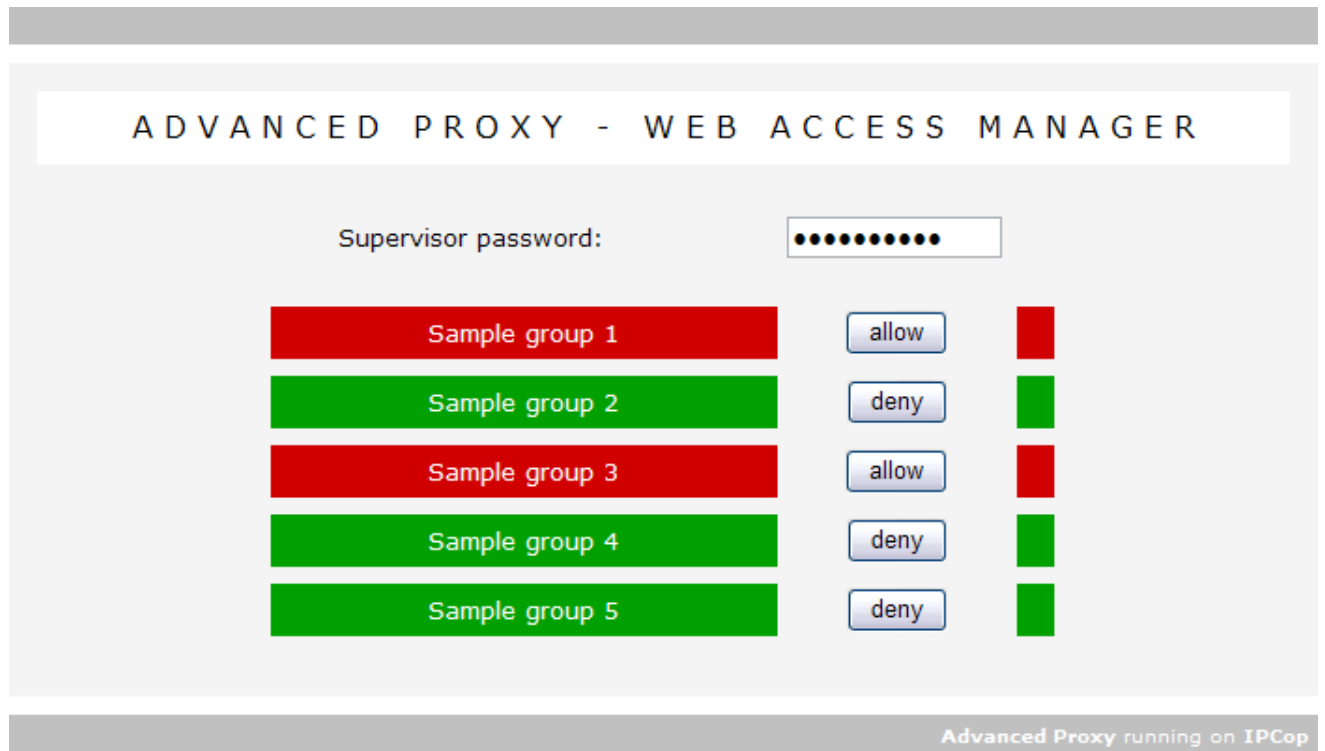 ADVANCED PROXY - WEB ACCESS MANAGER
Supervisor password: ••••••••••
Sample group 1 allow
Sample group 2 deny
Sample group 3 allow
Sample group 4 deny
Sample group 5 deny
Advanced Proxy running on IPCop